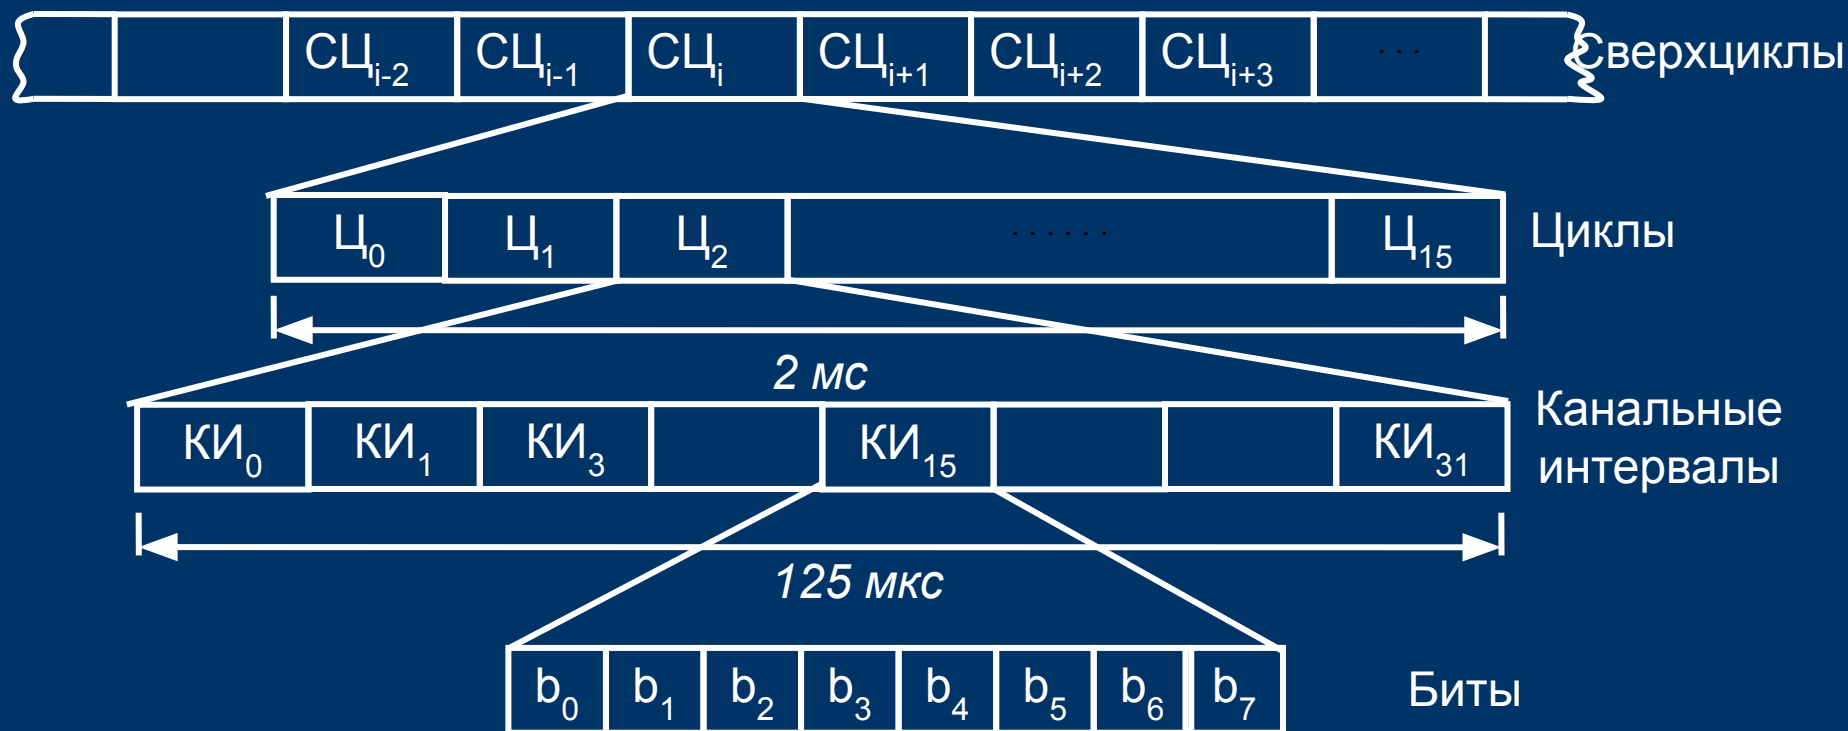 СЦi-2 СЦi-1 СЦi СЦi+1 СЦi+2 СЦi+3 ... Сверхциклы
Ц0 Ц1 Ц2 ...... Ц15 Циклы
2 мс
КИ0 КИ1 КИ3 КИ15 КИ31 Канальные
интервалы
125 мкс
b0 b1 b2 b3 b4 b5 b6 b7 Биты